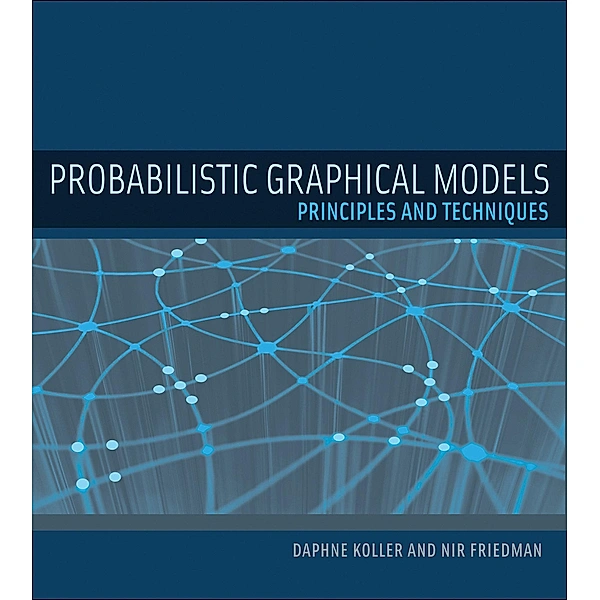 PROBABILISTIC GRAPHICAL MODELS
PRINCIPLES AND TECHNIQUES
DAPHNE KOLLER AND NIR FRIEDMAN